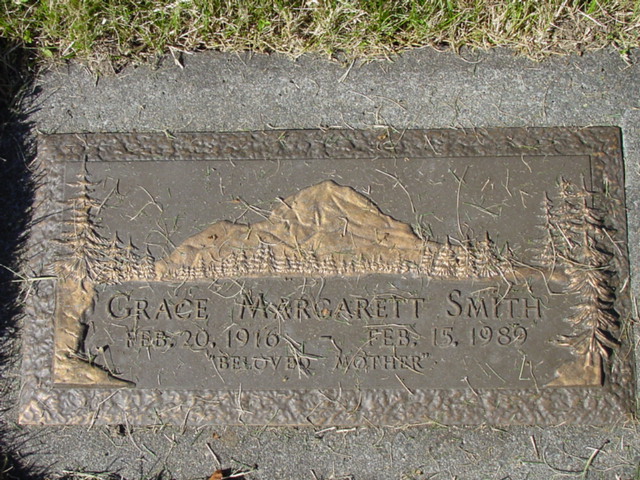 Grace Margarett Smith
Feb. 20, 1916 - Feb. 15, 1989
"Beloved Mother"